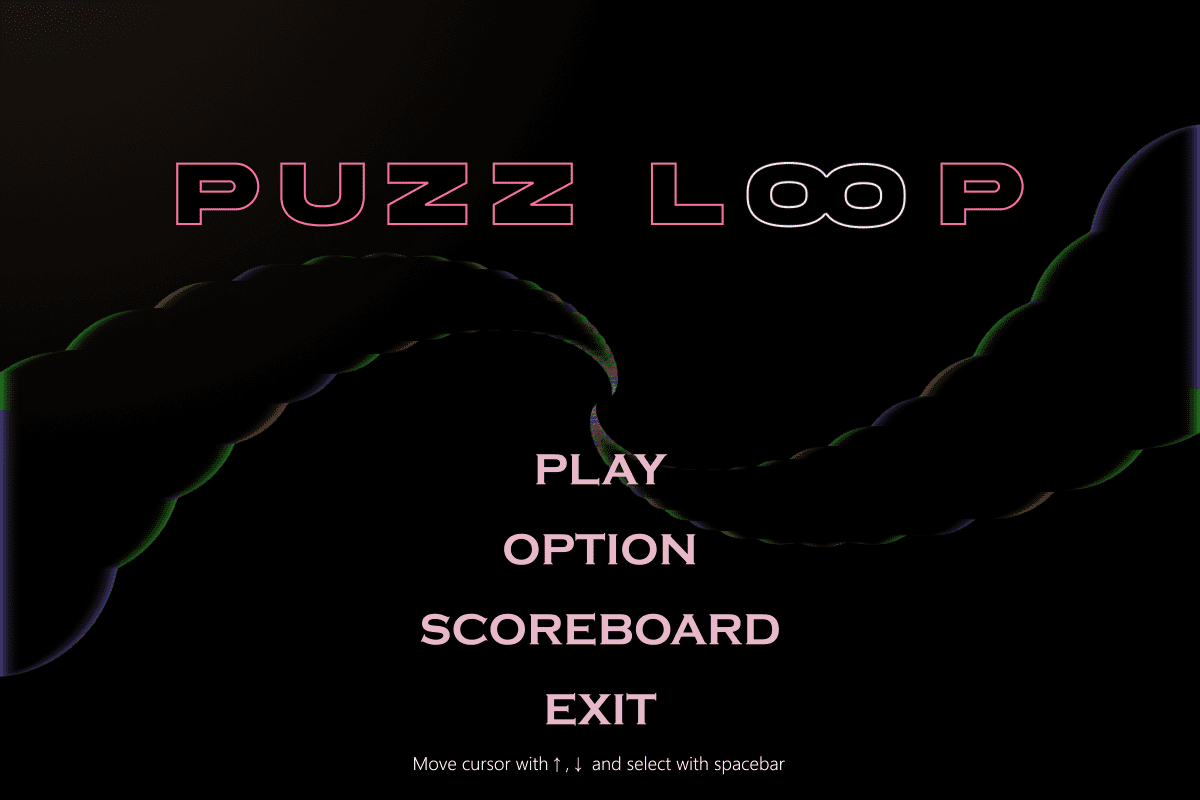 PUZZ LOOP
PLAY
OPTION
SCOREBOARD
EXIT
Move cursor with ↑ , ↓ and select with spacebar